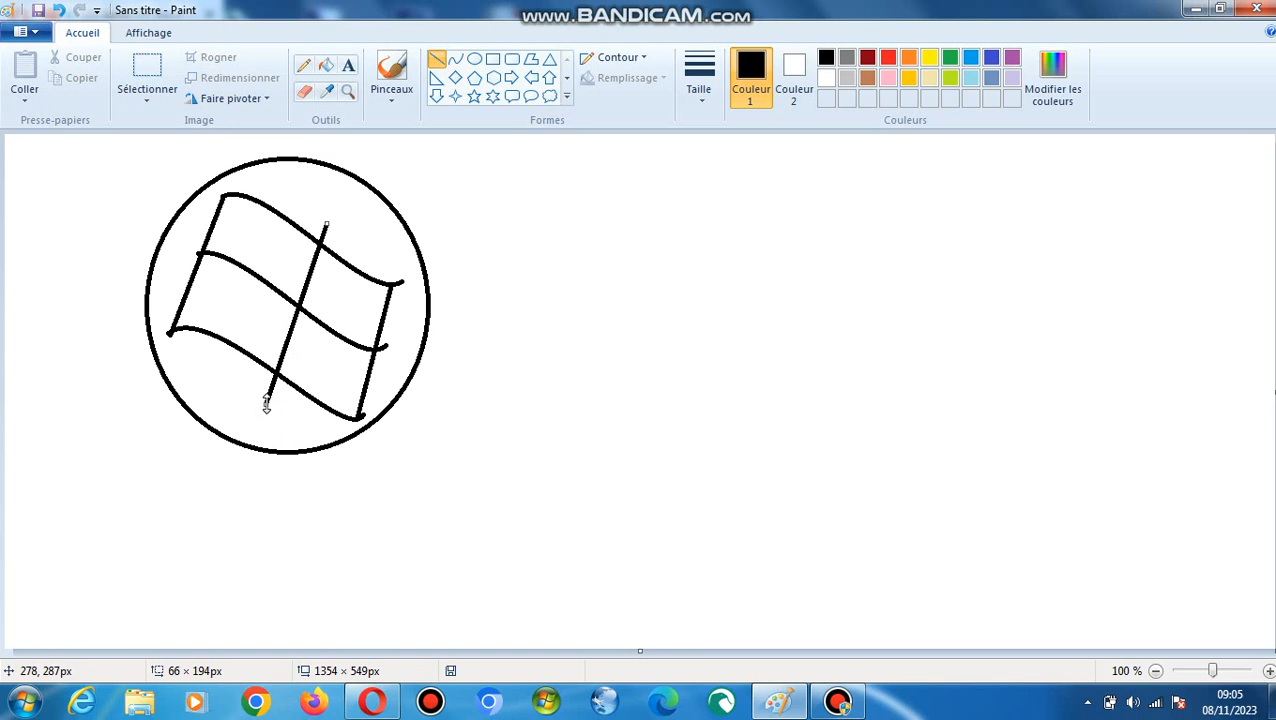 Sans titre - Paint
www.BANDICAM.com
Accueil
Affichage
Coller
Couper
Copier
Presse-papiers
Sélectionner
Rogner
Redimensionner
Faire pivoter
Image
A
Outils
Pinceaux
Contour
Remplissage
Formes
Taille
Couleur 1
Couleur 2
Modifier les couleurs
Couleurs
278, 287px
66 × 194px
1354 × 549px
100 %
09:05
08/11/2023